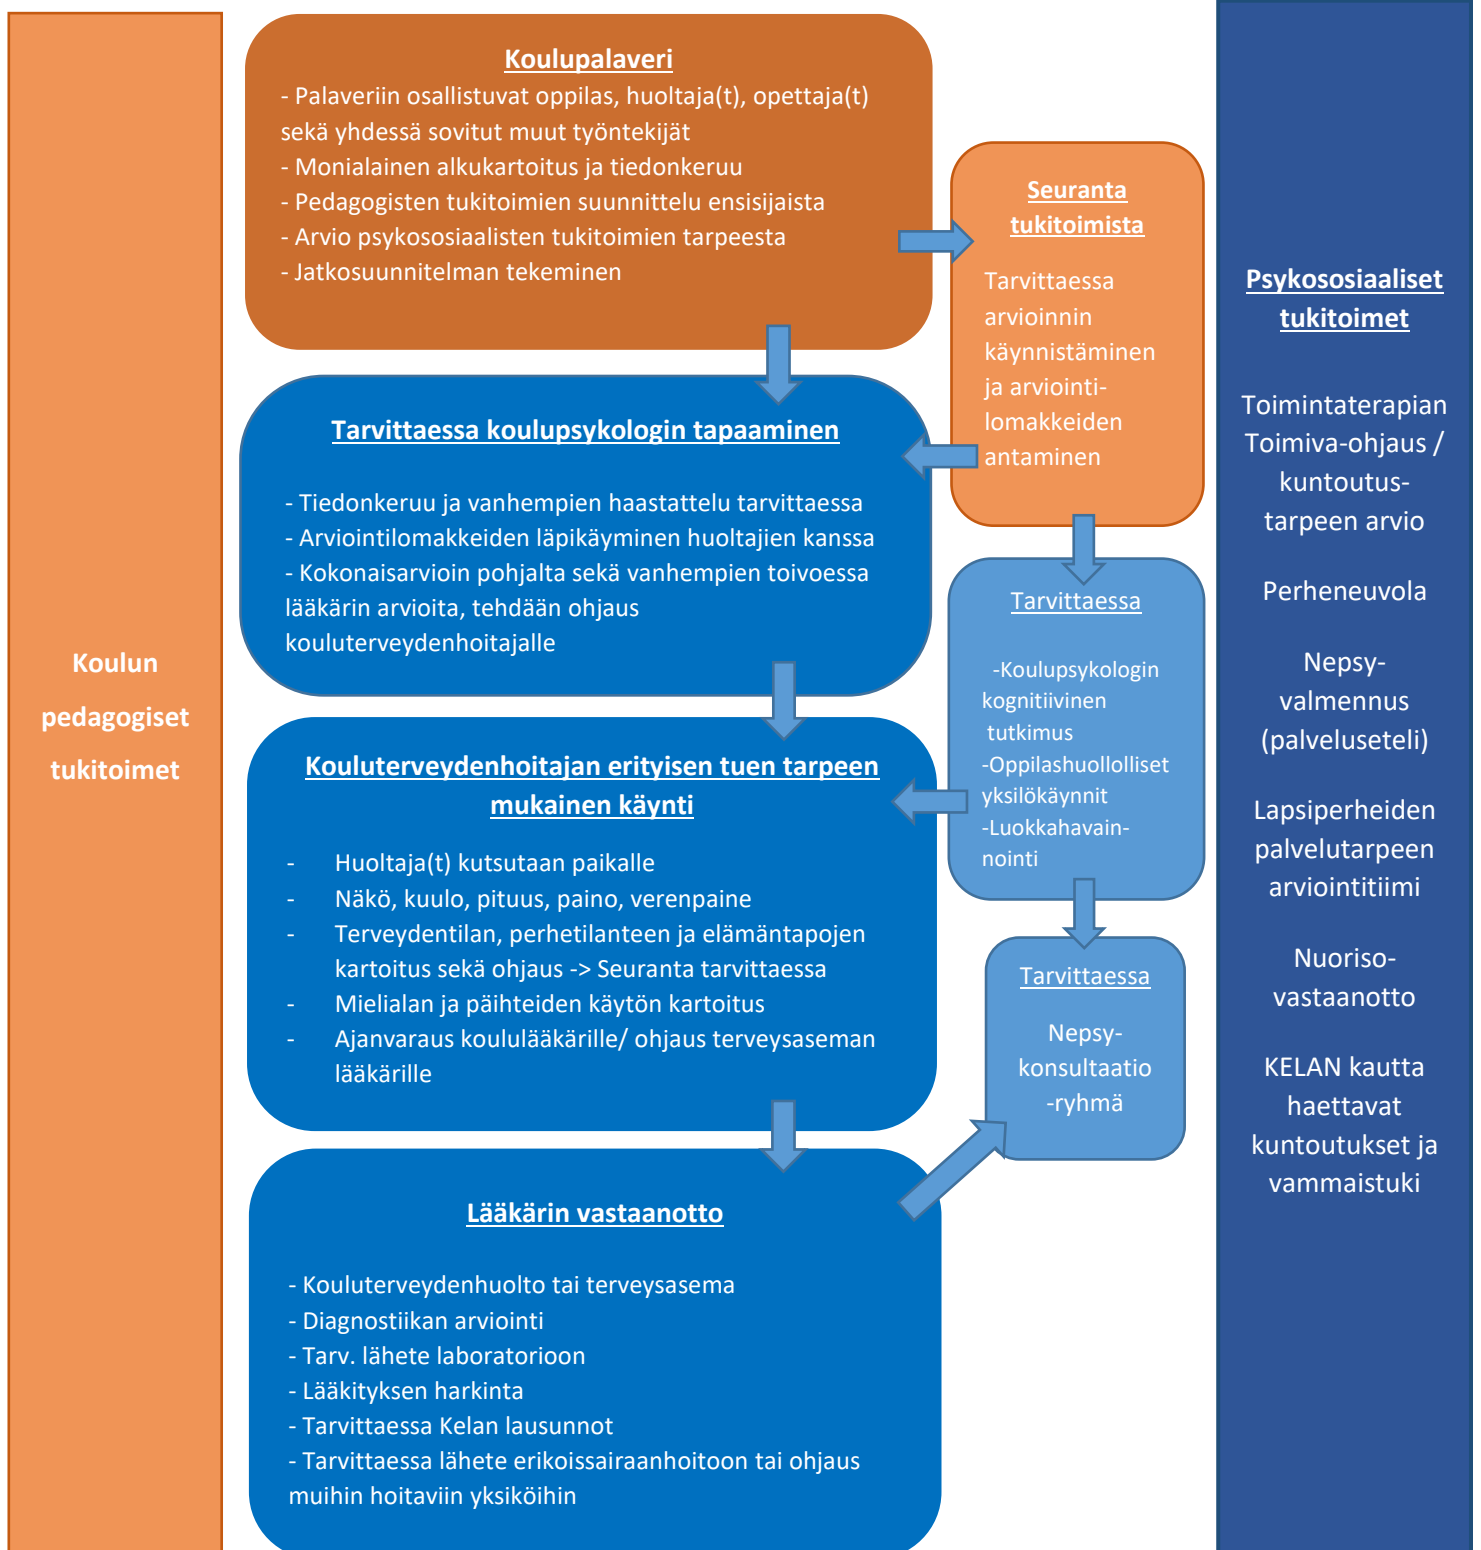 Koulun
pedagogiset
tukitoimet
Koulupalaveri
- Palaveriin osallistuvat oppilas, huoltaja(t), opettaja(t)
sekä yhdessä sovitut muut työntekijät
- Monialainen alkukartoitus ja tiedonkeruu
- Pedagogisten tukitoimien suunnittelu ensisijaista
- Arvio psykososiaalisten tukitoimien tarpeesta
- Jatkosuunnitelman tekeminen
Seuranta
tukitoimista
Tarvittaessa
arvioinnin
käynnistäminen
ja arviointi-
lomakkeiden
antaminen
Tarvittaessa koulupsykologin tapaaminen
- Tiedonkeruu ja vanhempien haastattelu tarvittaessa
- Arviointilomakkeiden läpikäyminen huoltajien kanssa
- Kokonaisarvioin pohjalta sekä vanhempien toivoessa
lääkärin arvioita, tehdään ohjaus
kouluterveydenhoitajalle
Tarvittaessa
-Koulupsykologin
kognitiivinen
tutkimus
-Oppilashuollolliset
yksilökäynnit
-Luokkahavain-
nointi
Kouluterveydenhoitajan erityisen tuen tarpeen
mukainen käynti
- Huoltaja(t) kutsutaan paikalle
- Näkö, kuulo, pituus, paino, verenpaine
- Terveydentilan, perhetilanteen ja elämäntapojen
kartoitus sekä ohjaus -> Seuranta tarvittaessa
- Mielialan ja päihteiden käytön kartoitus
- Ajanvaraus koululääkärille/ ohjaus terveysaseman
lääkärille
Tarvittaessa
Nepsy-
konsultaatio
-ryhmä
Lääkärin vastaanotto
- Kouluterveydenhuolto tai terveysasema
- Diagnostiikan arviointi
- Tarv. lähete laboratorioon
- Lääkityksen harkinta
- Tarvittaessa Kelan lausunnot
- Tarvittaessa lähete erikoissairaanhoitoon tai ohjaus
muihin hoitaviin yksiköihin
Psykososiaaliset
tukitoimet
Toimintaterapian
Toimiva-ohjaus /
kuntoutus-
tarpeen arvio
Perheneuvola
Nepsy-
valmennus
(palveluseteli)
Lapsiperheiden
palvelutarpeen
arviointitiimi
Nuoriso-
vastaanotto
KELAN kautta
haettavat
kuntoutukset ja
vammaistuki